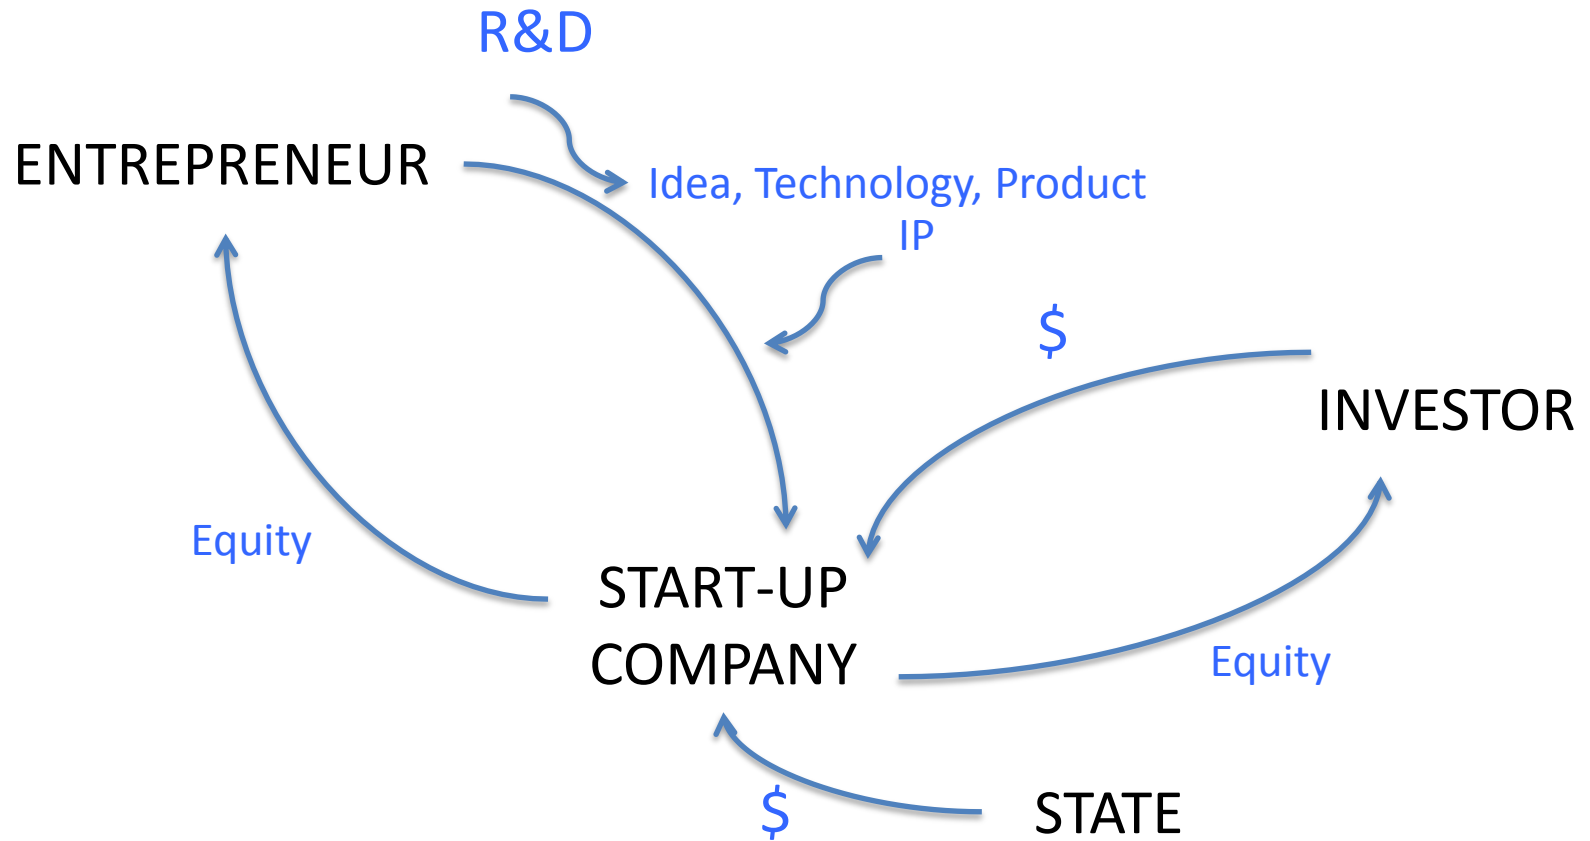 R&D
ENTREPRENEUR
Idea, Technology, Product
IP
$
INVESTOR
Equity
START-UP
COMPANY
Equity
$
STATE